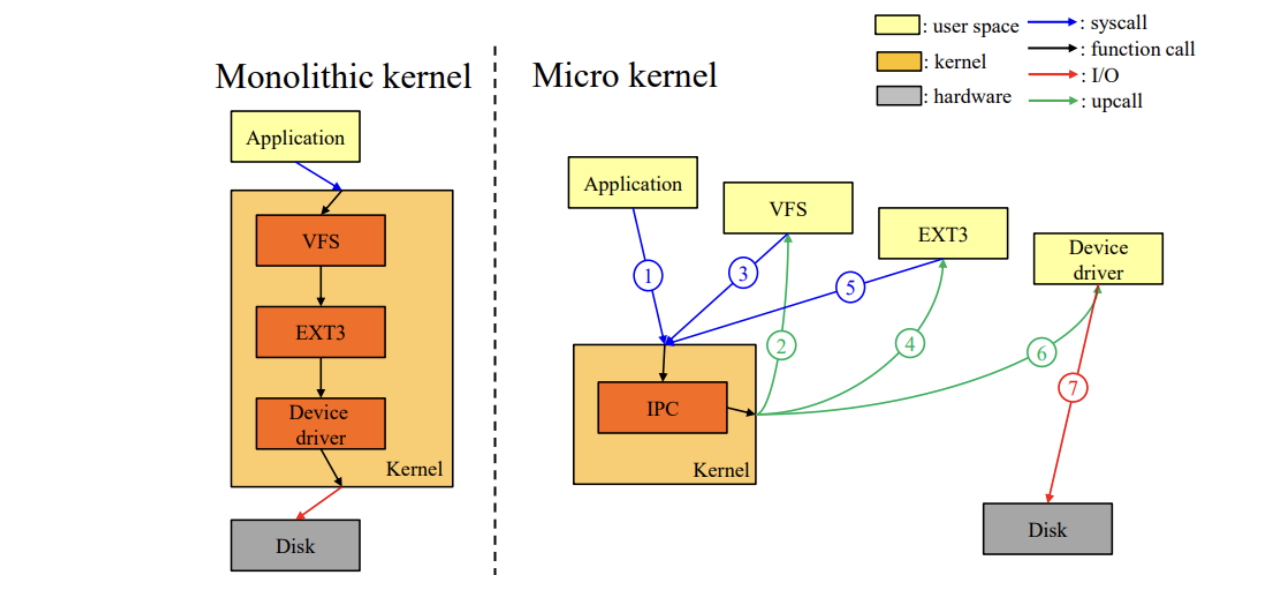 : user space
: syscall
: function call
: kernel
: I/O
: hardware
: upcall
Monolithic kernel
Micro kernel
Application
VFS
EXT3
Device
driver
Kernel
Disk
Application
VFS
EXT3
Device
driver
1
3
5
2
4
6
7
IPC
Kernel
Disk